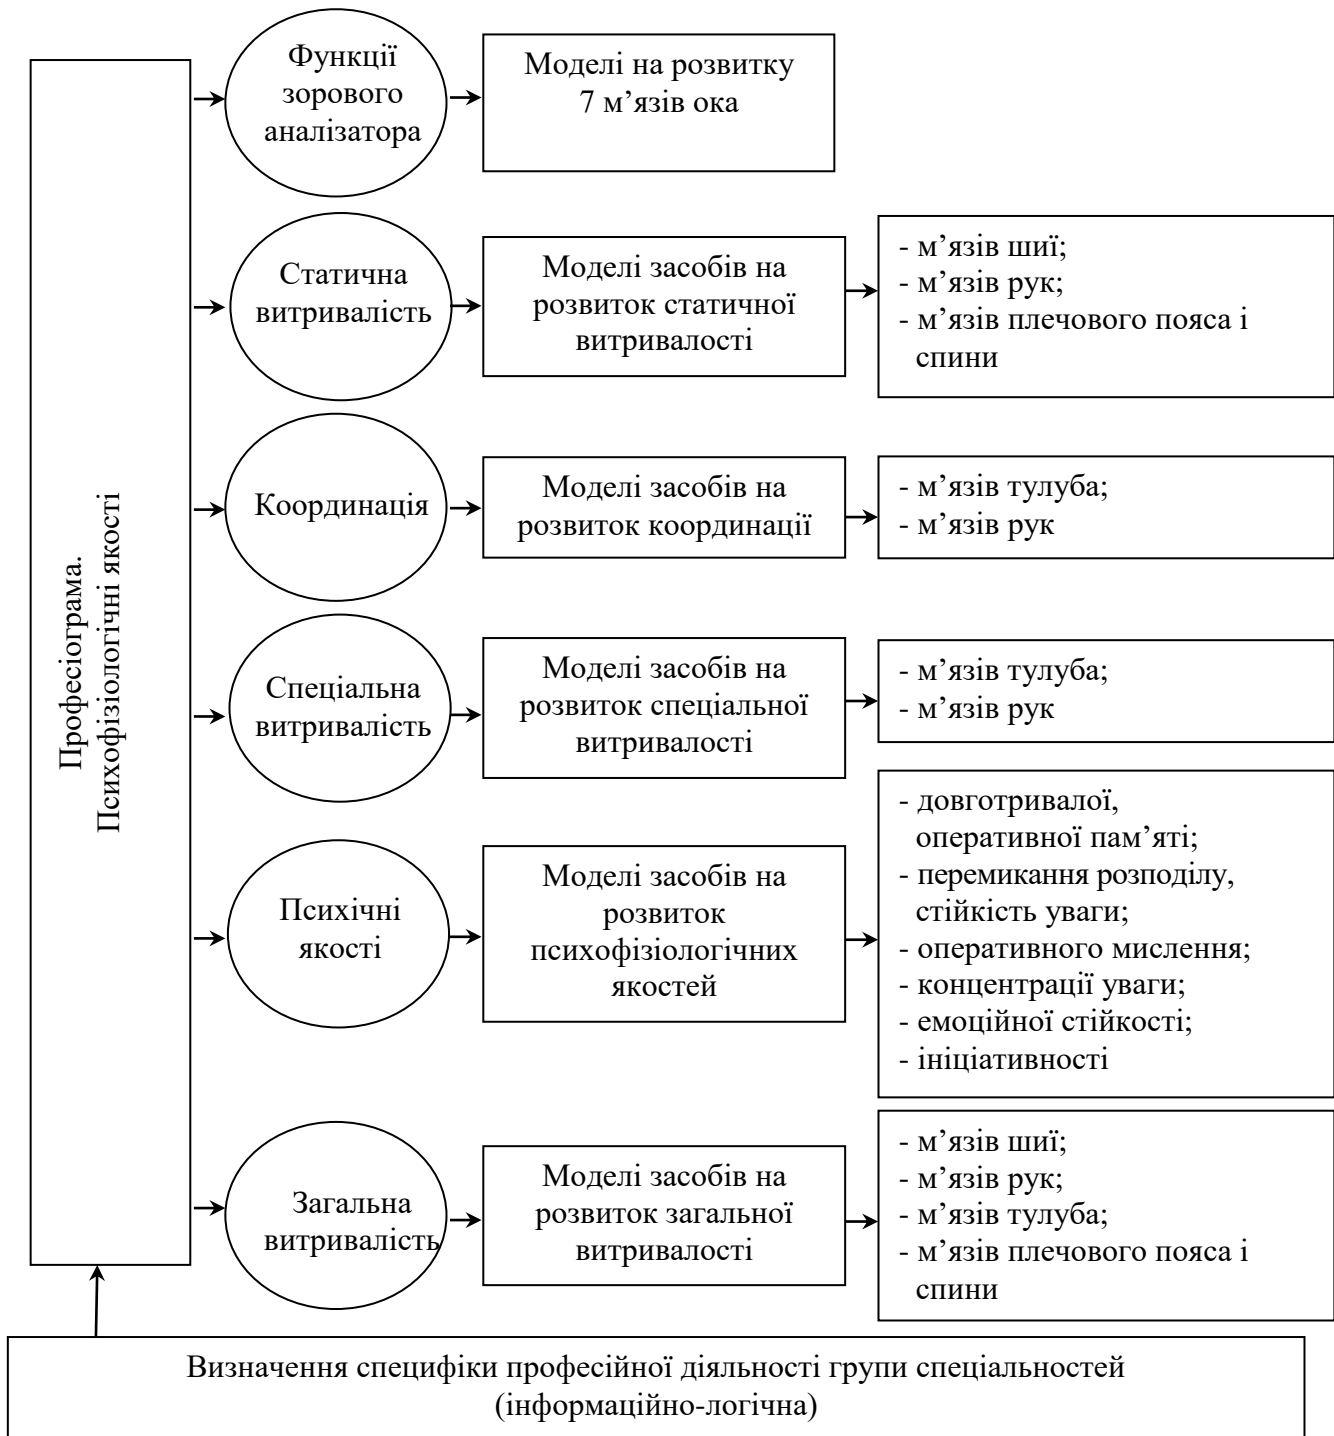 Професіограма.
Психофізіологічні якості
Функції
зорового
аналізатора
Моделі на розвитку
7 м’язів ока
Статична
витривалість
Моделі засобів на
розвиток статичної
витривалості
- м’язів шиї;
- м’язів рук;
- м’язів плечового пояса і
спини
Координація
Моделі засобів на
розвиток координації
- м’язів тулуба;
- м’язів рук
Спеціальна
витривалість
Моделі засобів на
розвиток спеціальної
витривалості
- м’язів тулуба;
- м’язів рук
Психічні
якості
Моделі засобів на
розвиток
психофізіологічних
якостей
- довготривалої,
оперативної пам’яті;
- перемикання розподілу,
стійкість уваги;
- оперативного мислення;
- концентрації уваги;
- емоційної стійкості;
- ініціативності
Загальна
витривалість
Моделі засобів на
розвиток загальної
витривалості
- м’язів шиї;
- м’язів рук;
- м’язів тулуба;
- м’язів плечового пояса і
спини
Визначення специфіки професійної діяльності групи спеціальностей
(інформаційно-логічна)